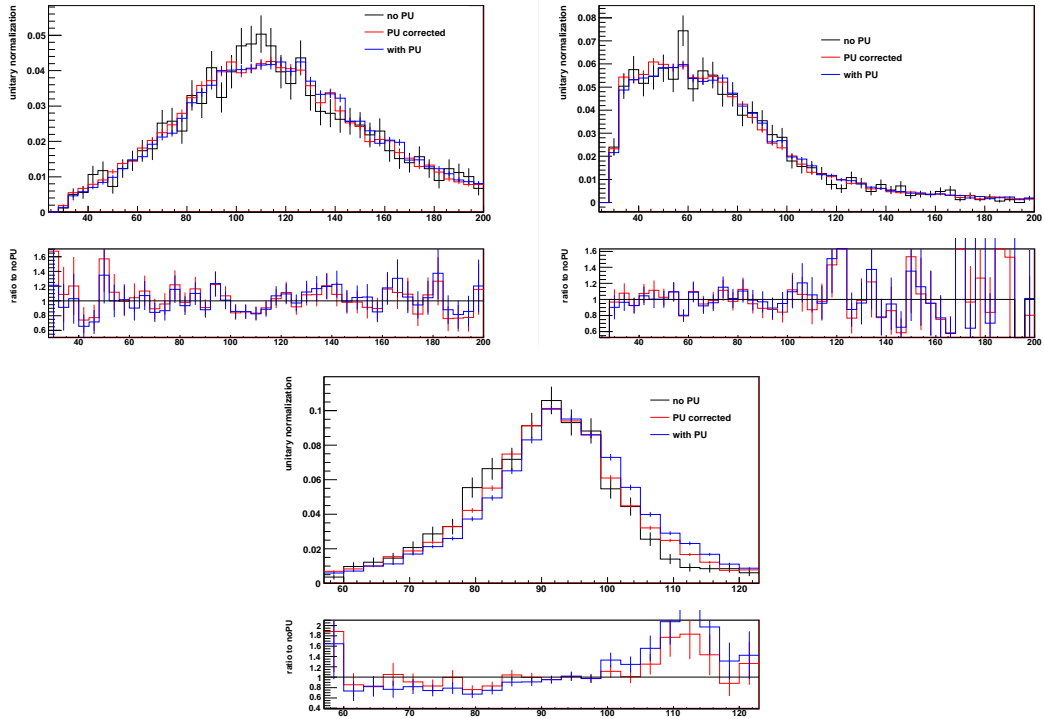 unitary normalization
0.05
0.04
0.03
0.02
0.01
0
no PU
PU corrected
with PU
40 60 80 100 120 140 160 180 200
ratio to noPU
1.6
1.4
1.2
1
0.8
0.6
40 60 80 100 120 140 160 180 200
unitary normalization
0.08
0.07
0.06
0.05
0.04
0.03
0.02
0.01
0.00
no PU
PU corrected
with PU
40 60 80 100 120 140 160 180 200
ratio to noPU
1.6
1.4
1.2
1
0.8
0.6
40 60 80 100 120 140 160 180 200
unitary normalization
0.1
0.08
0.06
0.04
0.02
0
no PU
PU corrected
with PU
60 70 80 90 100 110 120
ratio to noPU
2
1.8
1.6
1.4
1.2
1
0.8
0.6
0.4
60 70 80 90 100 110 120